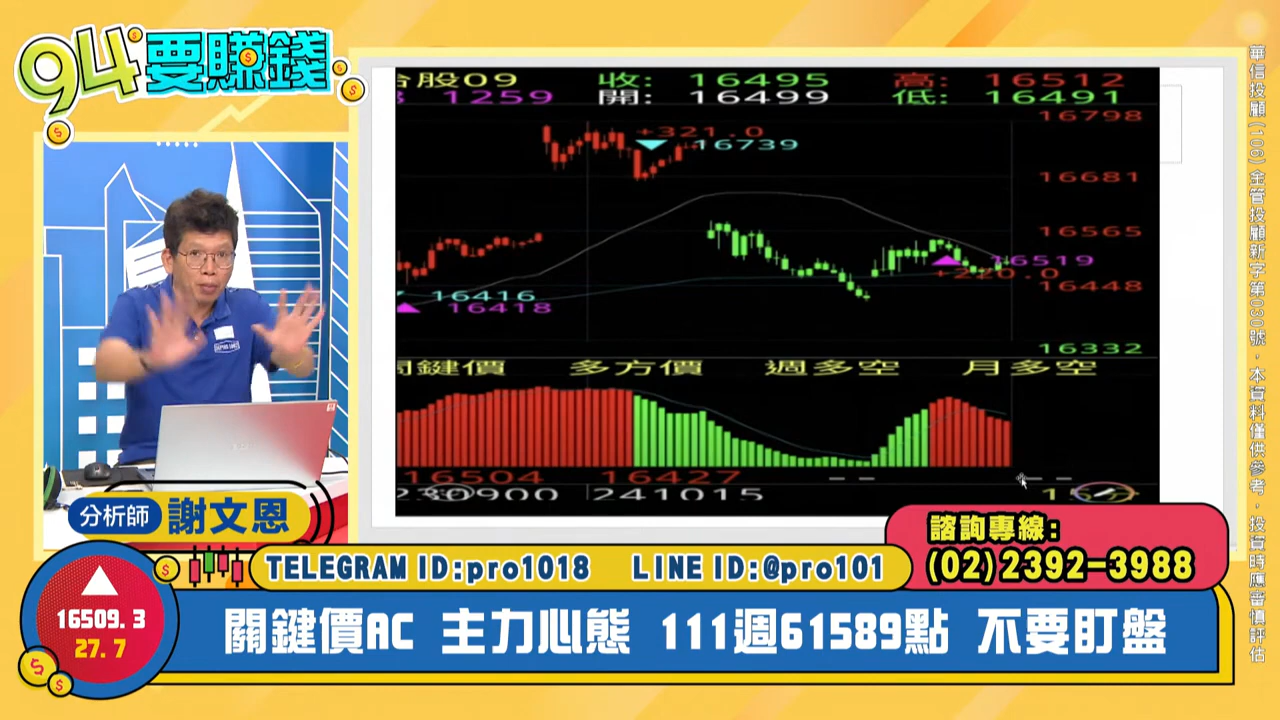 94要賺錢
台股09 收: 16495 高: 16512
1259 開: 16499 低: 16491
16798
+321.0
16739
16681
16565
16519
+220.0
16448
16416
16418
16332
關鍵價 多方價 週多空 月多空
16504 16427 -- --
230900 241015
分析師 謝文恩
諮詢專線:
(02)2392-3988
TELEGRAM ID:pro1018 LINE ID:@pro101
16509.3
27.7
關鍵價AC 主力心態 111週61589點 不要盯盤
華信投顧(106)金管投顧新字第030號,本資料僅供參考,投資時應審慎評估